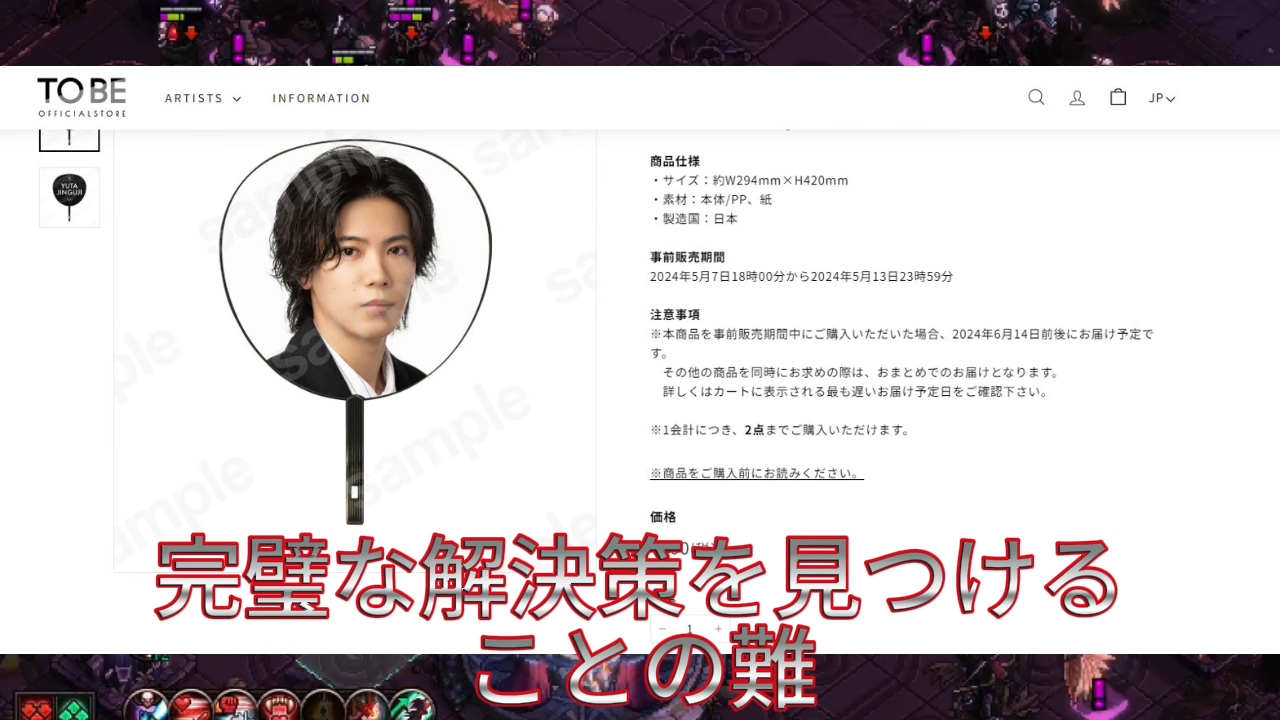 TO BE
OFFICIALSTORE
ARTISTS
INFORMATION
JP
YUTA
JINGUJI
sample
sample
sample
sample
sample
商品仕様
・サイズ：約W294mm×H420mm
・素材：本体/PP、紙
・製造国：日本
事前販売期間
2024年5月7日18時00分から2024年5月13日23時59分
注意事項
※本商品を事前販売期間中にご購入いただいた場合、2024年6月14日前後にお届け予定で
す。
その他の商品を同時にお求めの際は、おまとめでのお届けとなります。
詳しくはカートに表示される最も遅いお届け予定日をご確認下さい。
※1会計につき、2点までご購入いただけます。
※商品をご購入前にお読みください。
価格
− 1 +
完璧な解決策を見つける
ことの難
+2